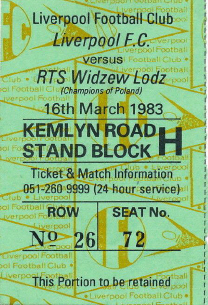 Liverpool Football Club
Liverpool F.C.
versus
RTS Widzew Lodz
(Champions of Poland)
16th March 1983
KEMLYN ROAD
STAND BLOCK H
Ticket & Match Information
051-260 9999 (24 hour service)
ROW SEAT No.
No 26 72
This Portion to be retained